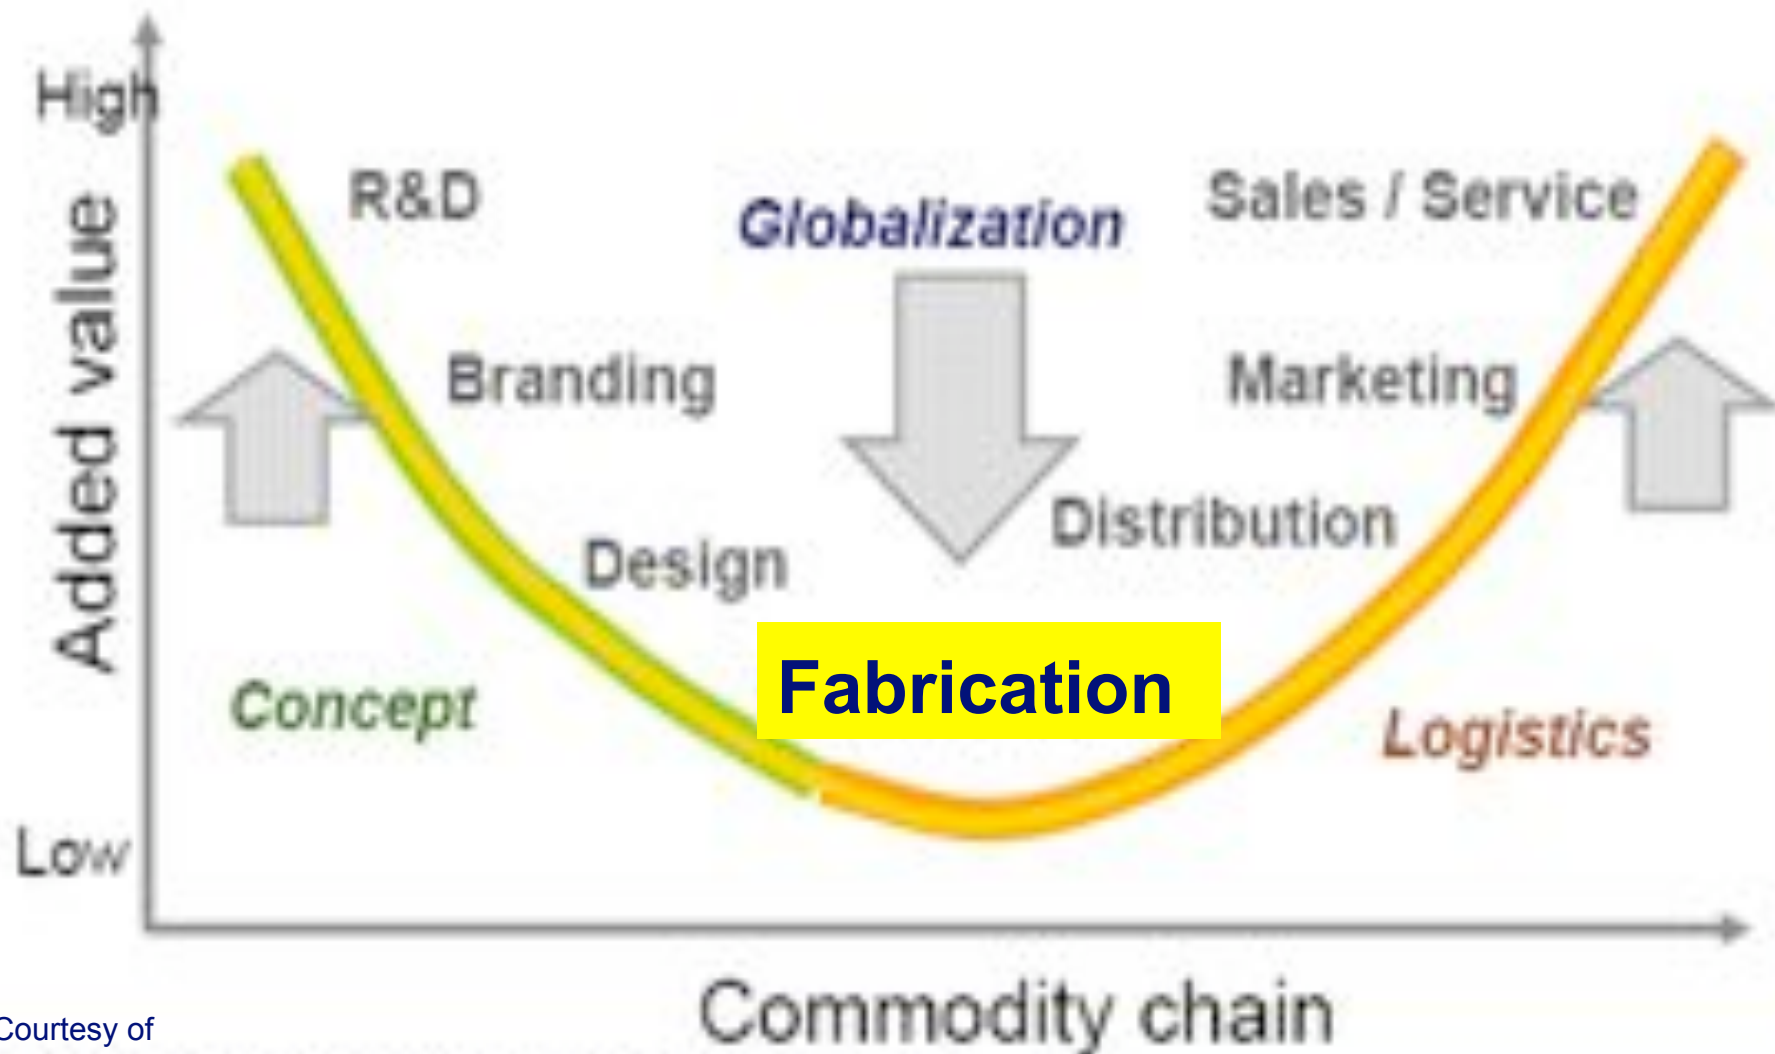 High
R&D
Sales / Service
Globalization
Added value
Branding
Marketing
Distribution
Design
Fabrication
Concept
Logistics
Low
Commodity chain
Courtesy of